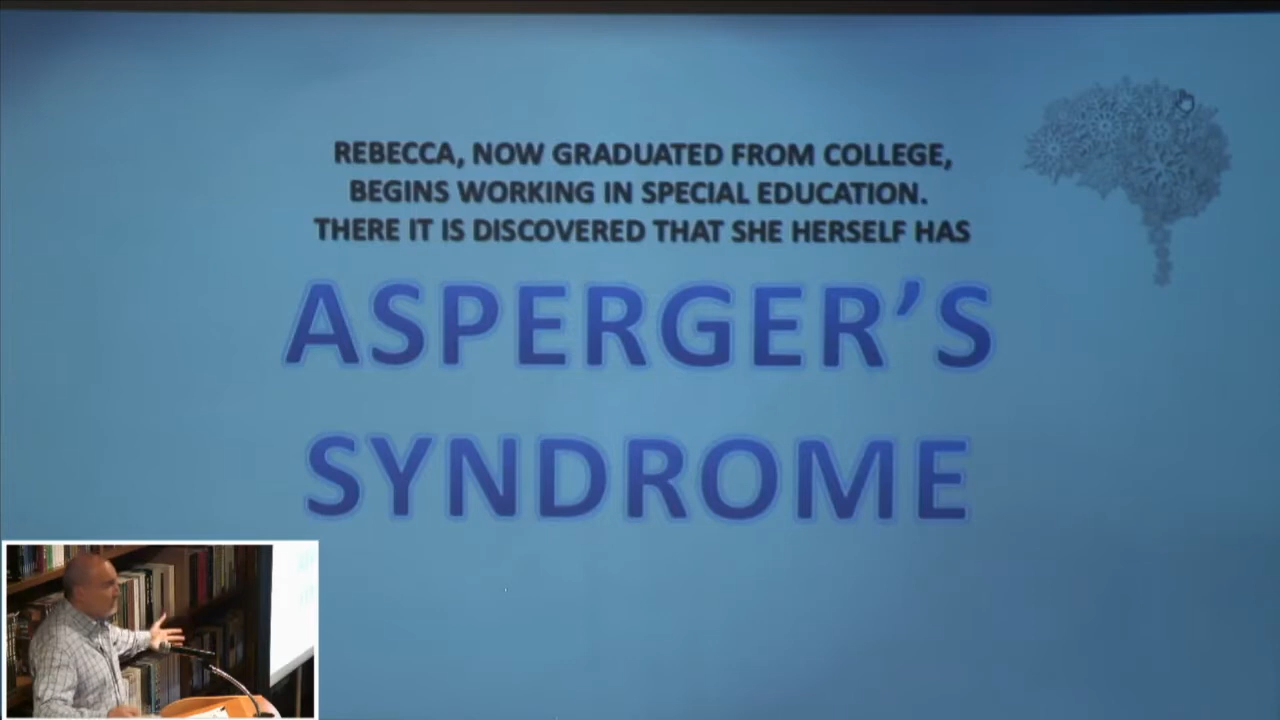 REBECCA, NOW GRADUATED FROM COLLEGE,
BEGINS WORKING IN SPECIAL EDUCATION.
THERE IT IS DISCOVERED THAT SHE HERSELF HAS
ASPERGER'S
SYNDROME